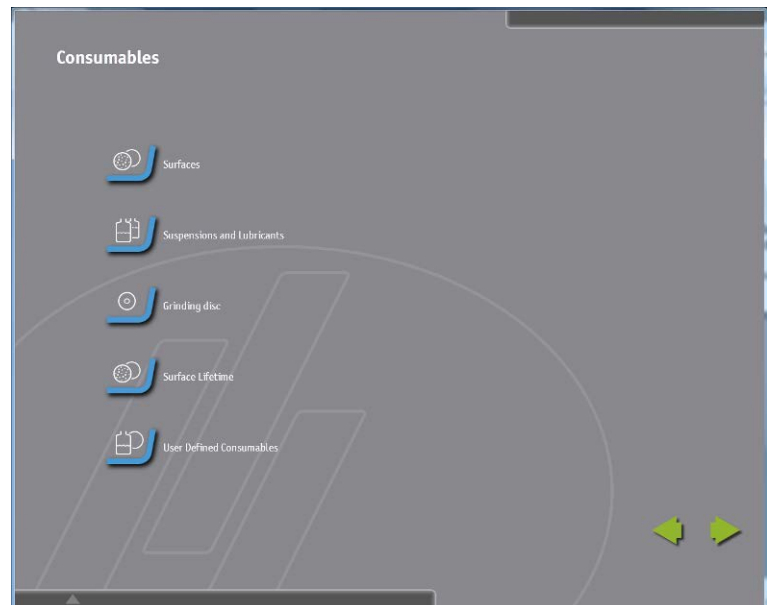 Consumables
Surfaces
Suspensions and Lubricants
Grinding disc
Surface Lifetime
User Defined Consumables